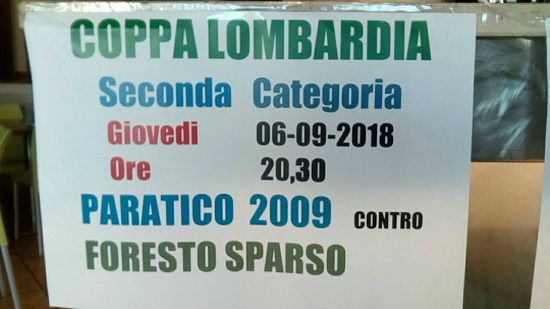 COPPA LOMBARDIA
Seconda Categoria
Giovedi 06-09-2018
Ore 20,30
PARATICO 2009 CONTRO
FORESTO SPARSO